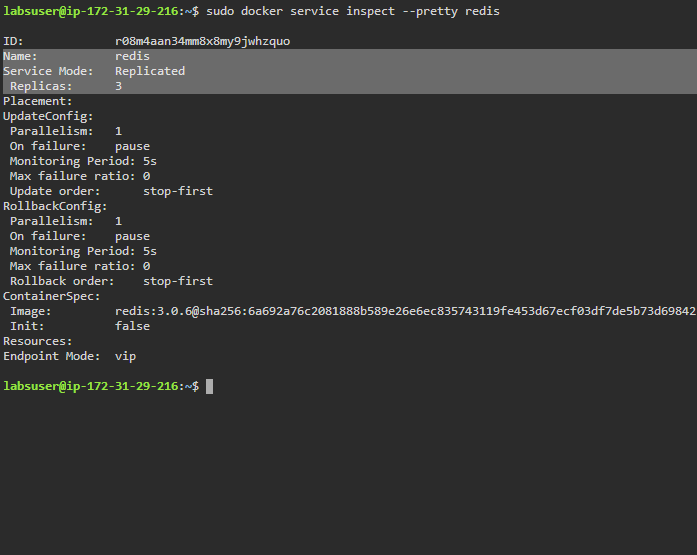 labsuser@ip-172-31-29-216:~$ sudo docker service inspect --pretty redis
ID: r08m4aan34mm8x8my9jwhzquo
Name: redis
Service Mode: Replicated
Replicas: 3
Placement:
UpdateConfig:
Parallelism: 1
On failure: pause
Monitoring Period: 5s
Max failure ratio: 0
Update order: stop-first
RollbackConfig:
Parallelism: 1
On failure: pause
Monitoring Period: 5s
Max failure ratio: 0
Rollback order: stop-first
ContainerSpec:
Image: redis:3.0.6@sha256:6a692a76c2081888b589e26e6ec835743119fe453d67ecf03df7de5b73d69842
Init: false
Resources:
Endpoint Mode: vip
labsuser@ip-172-31-29-216:~$